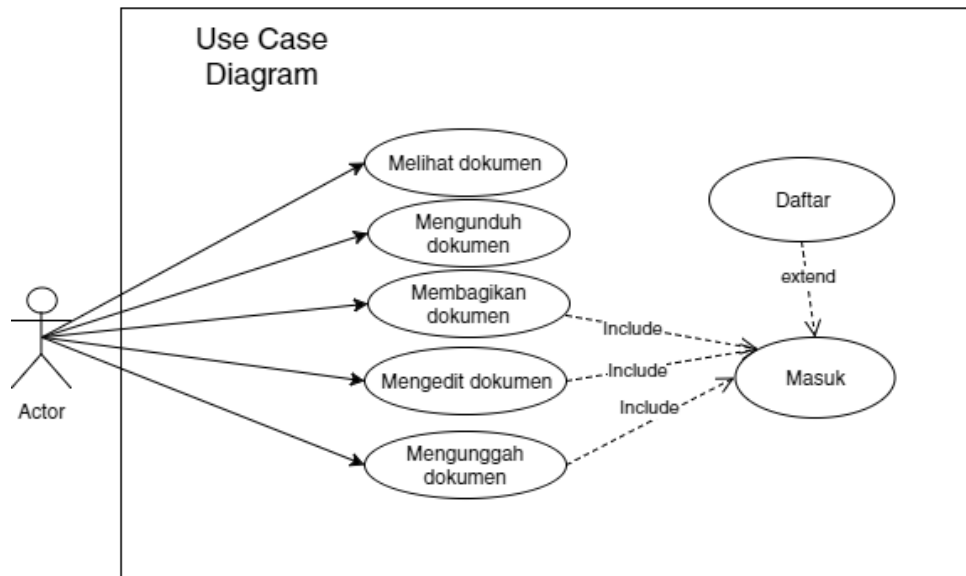 Use Case
Diagram
Melihat dokumen
Mengunduh
dokumen
Membagikan
dokumen
Mengedit dokumen
Mengunggah
dokumen
Actor
Daftar
extend
Include
Include
Include
Masuk